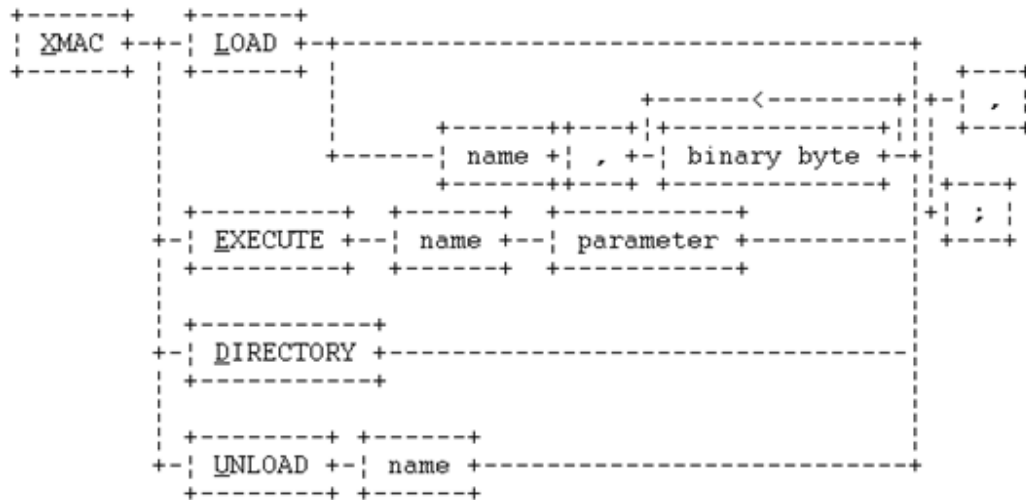 XMAC LOAD
<
,
name , binary byte
;
EXECUTE name parameter
DIRECTORY
UNLOAD name